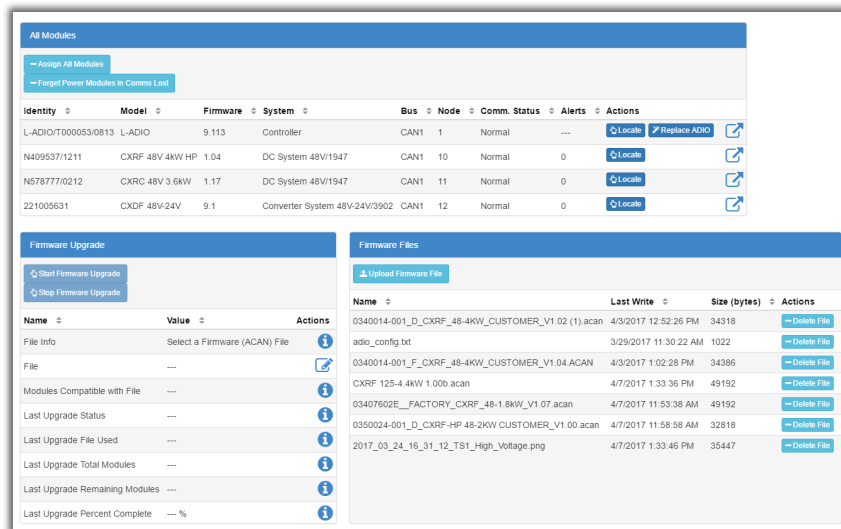 All Modules
Assign All Modules
Forget Power Modules in Comms Lost
Identity Model Firmware System Bus Node Comm. Status Alerts Actions
L-ADIO/T000053/0813 L-ADIO 9.113 Controller CAN1 1 Normal --- Locate Replace ADIO
N409537/1211 CXRF 48V 4kW HP 1.04 DC System 48V/1947 CAN1 10 Normal 0 Locate
N578777/0212 CXRC 48V 3.6kW 1.17 DC System 48V/1947 CAN1 11 Normal 0 Locate
221005631 CXDF 48V-24V 9.1 Converter System 48V-24V/3902 CAN1 12 Normal 0 Locate
Firmware Upgrade
Start Firmware Upgrade
Stop Firmware Upgrade
Name Value Actions
File Info Select a Firmware (ACAN) File
File ---
Modules Compatible with File ---
Last Upgrade Status ---
Last Upgrade File Used ---
Last Upgrade Total Modules ---
Last Upgrade Remaining Modules ---
Last Upgrade Percent Complete --- %
Firmware Files
Upload Firmware File
Name Last Write Size (bytes) Actions
0340014-001_D_CXRF_48-4KW_CUSTOMER_V1.02 (1).acan 4/3/2017 12:52:26 PM 34318 Delete File
adio_config.txt 3/29/2017 11:30:22 AM 1022 Delete File
0340014-001_F_CXRF_48-4KW_CUSTOMER_V1.04.ACAN 4/3/2017 1:02:28 PM 34386 Delete File
CXRF 125-4.4kW 1.00b.acan 4/7/2017 1:33:36 PM 49192 Delete File
03407602E__FACTORY_CXRF_48-1.8kW_V1.07.acan 4/7/2017 11:53:38 AM 49192 Delete File
0350024-001_D_CXRF-HP 48-2KW CUSTOMER_V1.00.acan 4/7/2017 11:58:58 AM 32818 Delete File
2017_03_24_16_31_12_TS1_High_Voltage.png 4/7/2017 1:33:46 PM 35447 Delete File